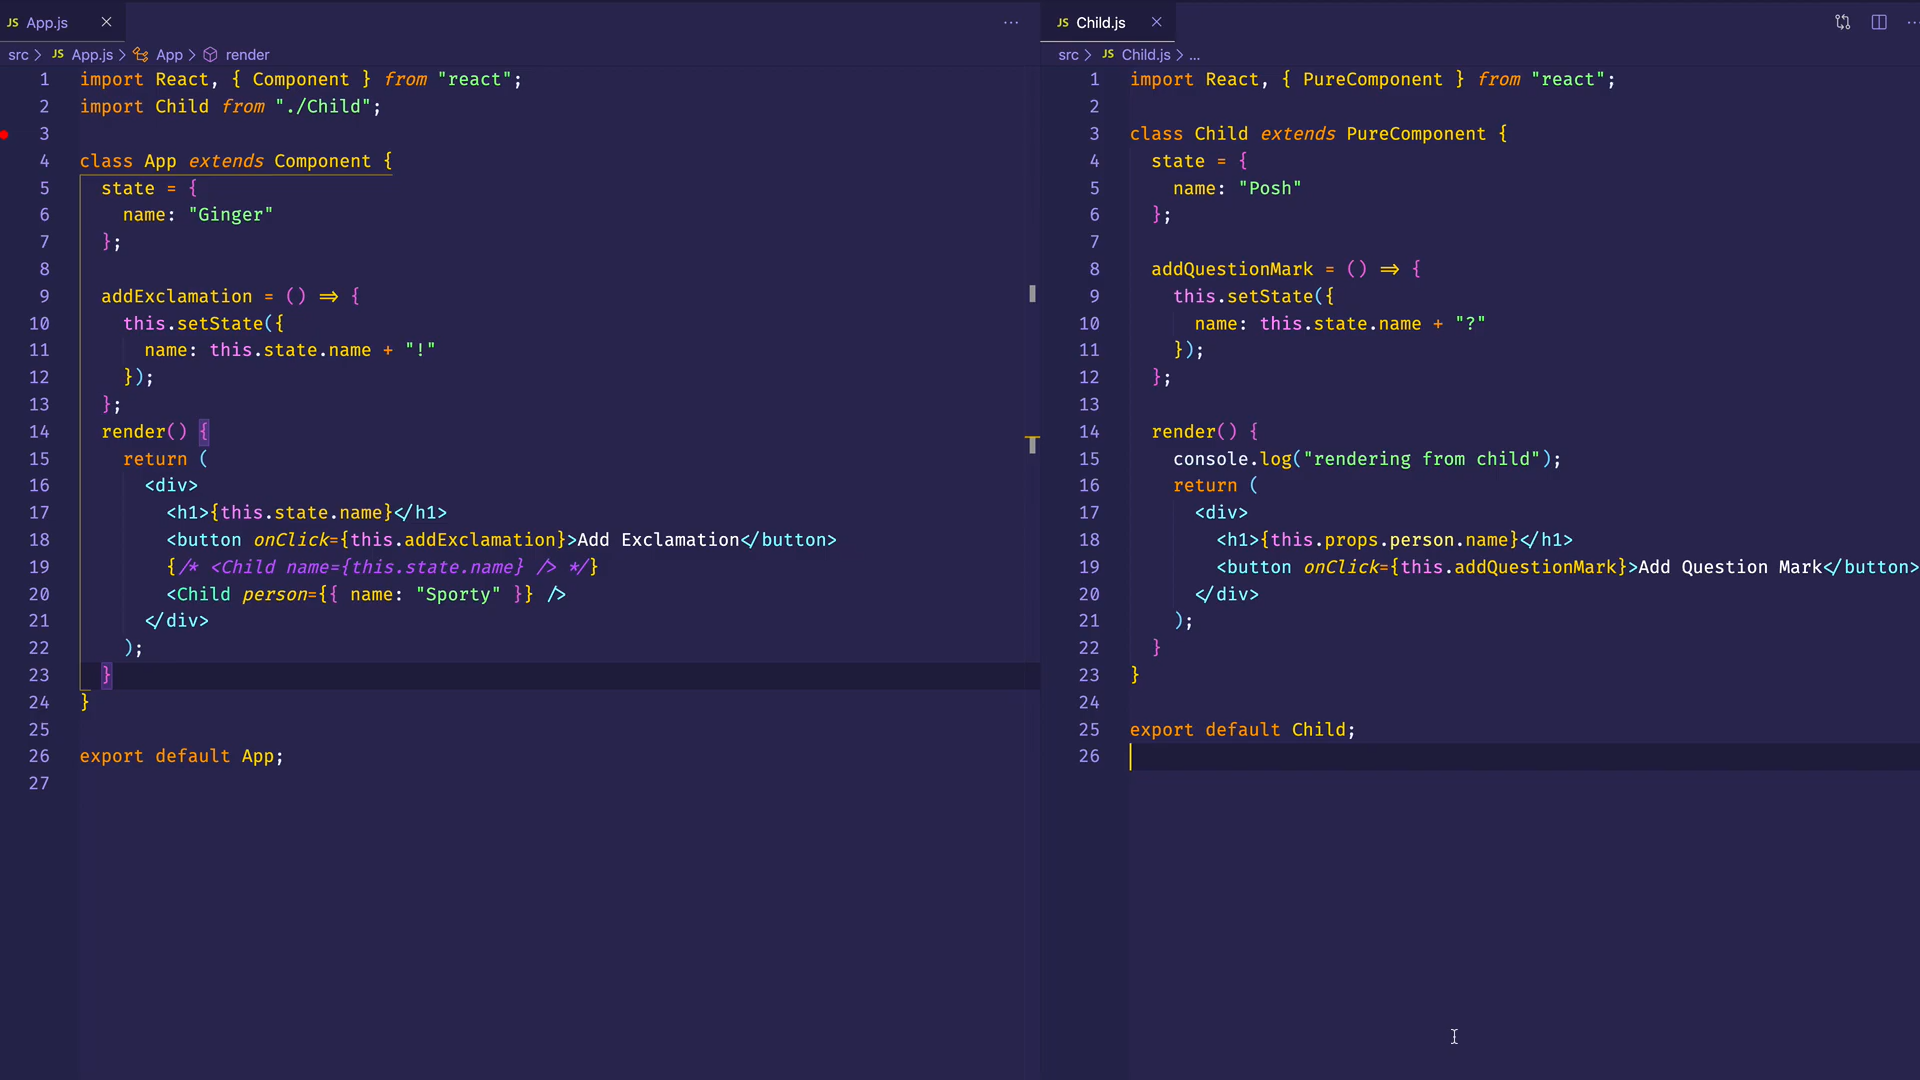 JS App.js
src > JS App.js > App > render
1 import React, { Component } from "react";
2 import Child from "./Child";
3
4 class App extends Component {
5 state = {
6 name: "Ginger"
7 };
8
9 addExclamation = () => {
10 this.setState({
11 name: this.state.name + "!"
12 });
13 };
14 render() {
15 return (
16 <div>
17 <h1>{this.state.name}</h1>
18 <button onClick={this.addExclamation}>Add Exclamation</button>
19 {/* <Child name={this.state.name} /> */}
20 <Child person={{ name: "Sporty" }} />
21 </div>
22 );
23 }
24 }
25
26 export default App;
27
JS Child.js
src > JS Child.js > ...
1 import React, { PureComponent } from "react";
2
3 class Child extends PureComponent {
4 state = {
5 name: "Posh"
6 };
7
8 addQuestionMark = () => {
9 this.setState({
10 name: this.state.name + "?"
11 });
12 };
13
14 render() {
15 console.log("rendering from child");
16 return (
17 <div>
18 <h1>{this.props.person.name}</h1>
19 <button onClick={this.addQuestionMark}>Add Question Mark</button>
20 </div>
21 );
22 }
23 }
24
25 export default Child;
26